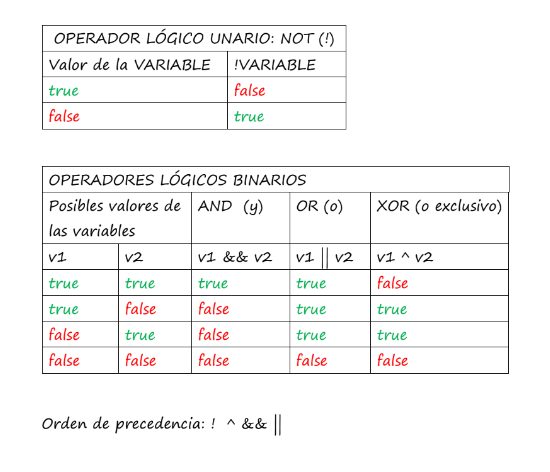 OPERADOR LÓGICO UNARIO: NOT (!)
Valor de la VARIABLE !VARIABLE
true false
false true
OPERADORES LÓGICOS BINARIOS
Posibles valores de las variables AND (y) OR (o) XOR (o exclusivo)
v1 v2 v1 && v2 v1 || v2 v1 ^ v2
true true true true false
true false false true true
false true false true true
false false false false false
Orden de precedencia: ! ^ && ||